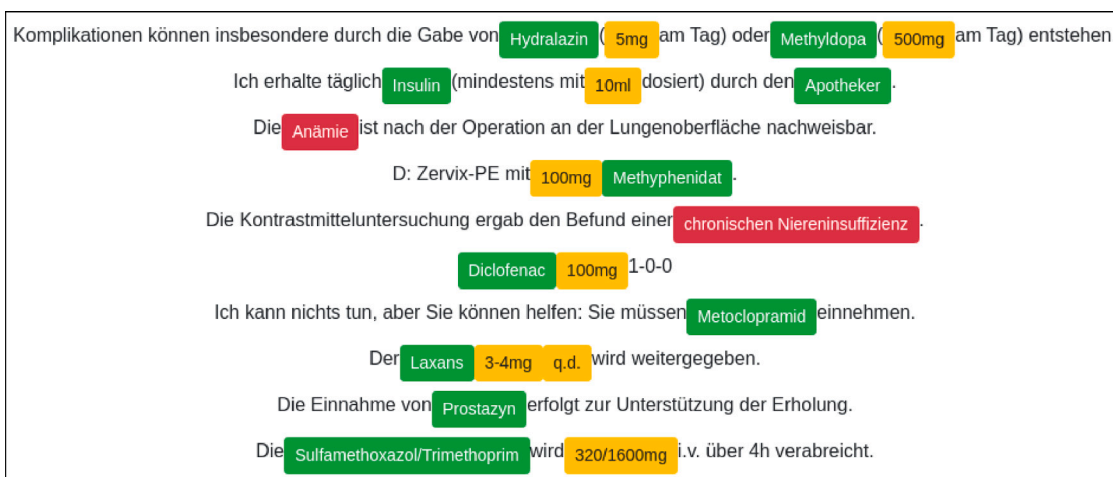 Komplikationen können insbesondere durch die Gabe von Hydralazin ( 5mg am Tag) oder Methyldopa ( 500mg am Tag) entstehen
Ich erhalte täglich Insulin (mindestens mit 10ml dosiert) durch den Apotheker .
Die Anämie ist nach der Operation an der Lungenoberfläche nachweisbar.
D: Zervix-PE mit 100mg Methyphenidat .
Die Kontrastmitteluntersuchung ergab den Befund einer chronischen Niereninsuffizienz .
Diclofenac 100mg 1-0-0
Ich kann nichts tun, aber Sie können helfen: Sie müssen Metoclopramid einnehmen.
Der Laxans 3-4mg q.d. wird weitergegeben.
Die Einnahme von Prostazyn erfolgt zur Unterstützung der Erholung.
Die Sulfamethoxazol/Trimethoprim wird 320/1600mg i.v. über 4h verabreicht.